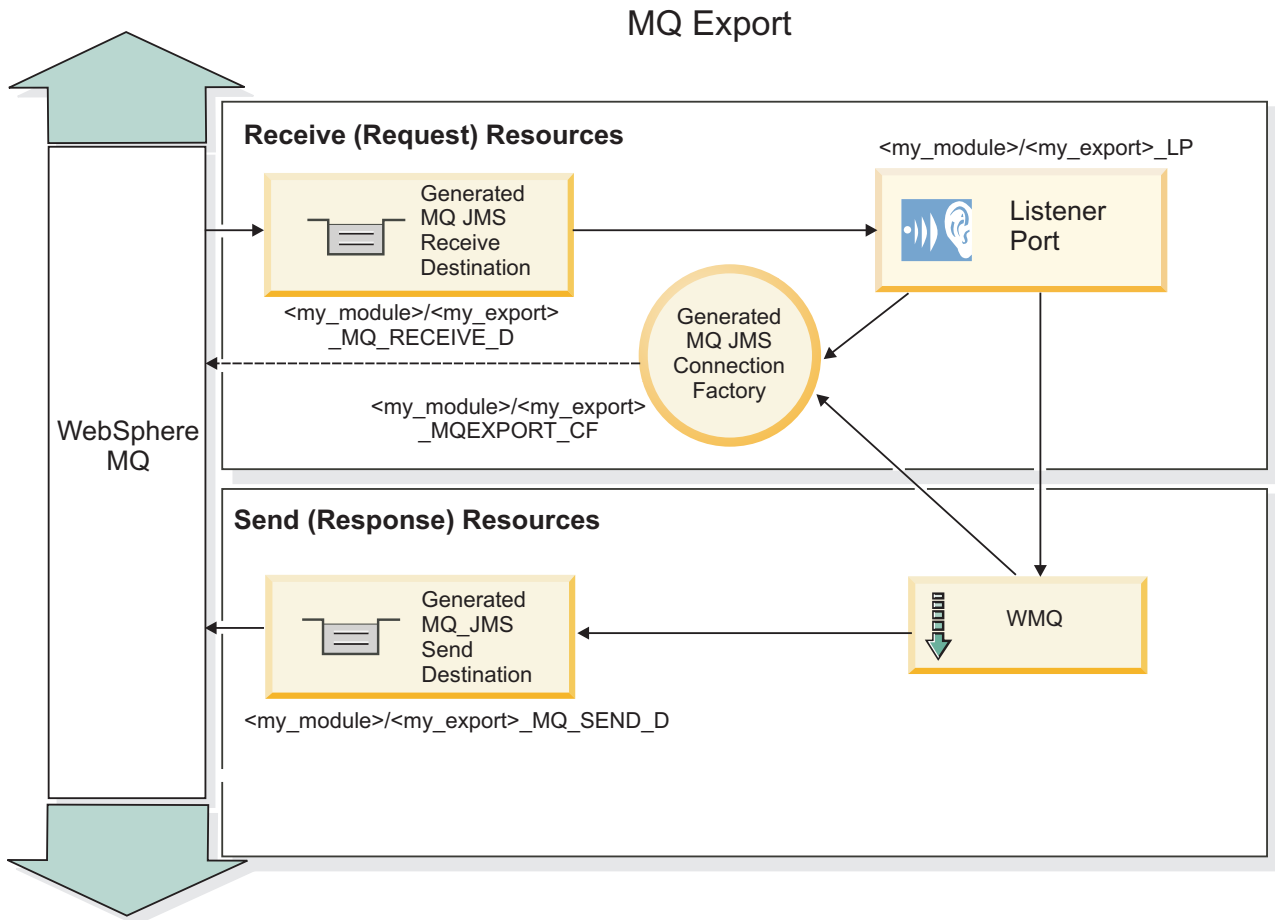 MQ Export
Receive (Request) Resources
<my_module>/<my_export>_LP
Generated
MQ JMS
Receive
Destination
Listener
Port
<my_module>/<my_export>
_MQ_RECEIVE_D
Generated
MQ JMS
Connection
Factory
<my_module>/<my_export>
_MQEXPORT_CF
WebSphere
MQ
Send (Response) Resources
Generated
MQ_JMS
Send
Destination
WMQ
<my_module>/<my_export>_MQ_SEND_D